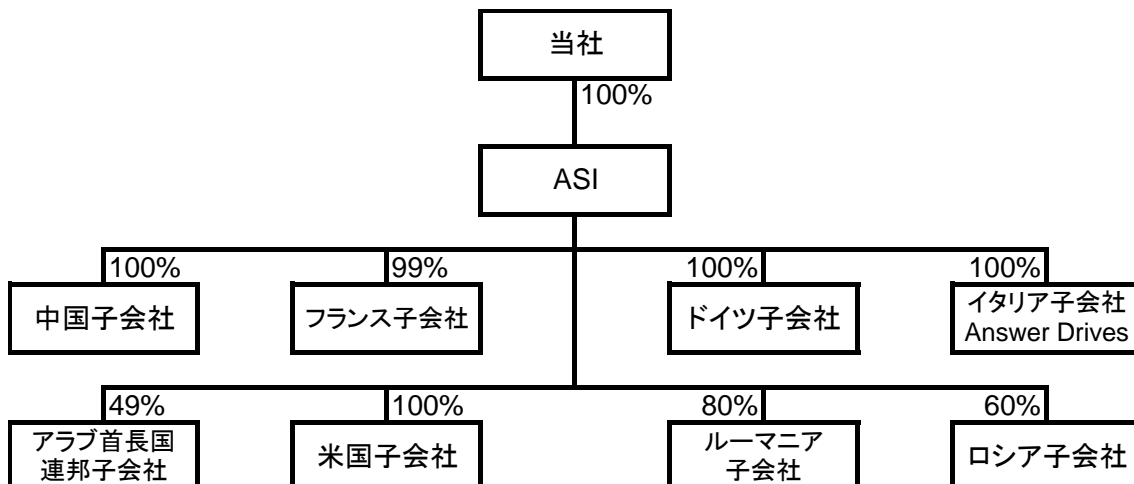 当社
100%
ASI
100%
99%
100%
100%
中国子会社
フランス子会社
ドイツ子会社
イタリア子会社
Answer Drives
49%
100%
80%
60%
アラブ首長国
連邦子会社
米国子会社
ルーマニア
子会社
ロシア子会社